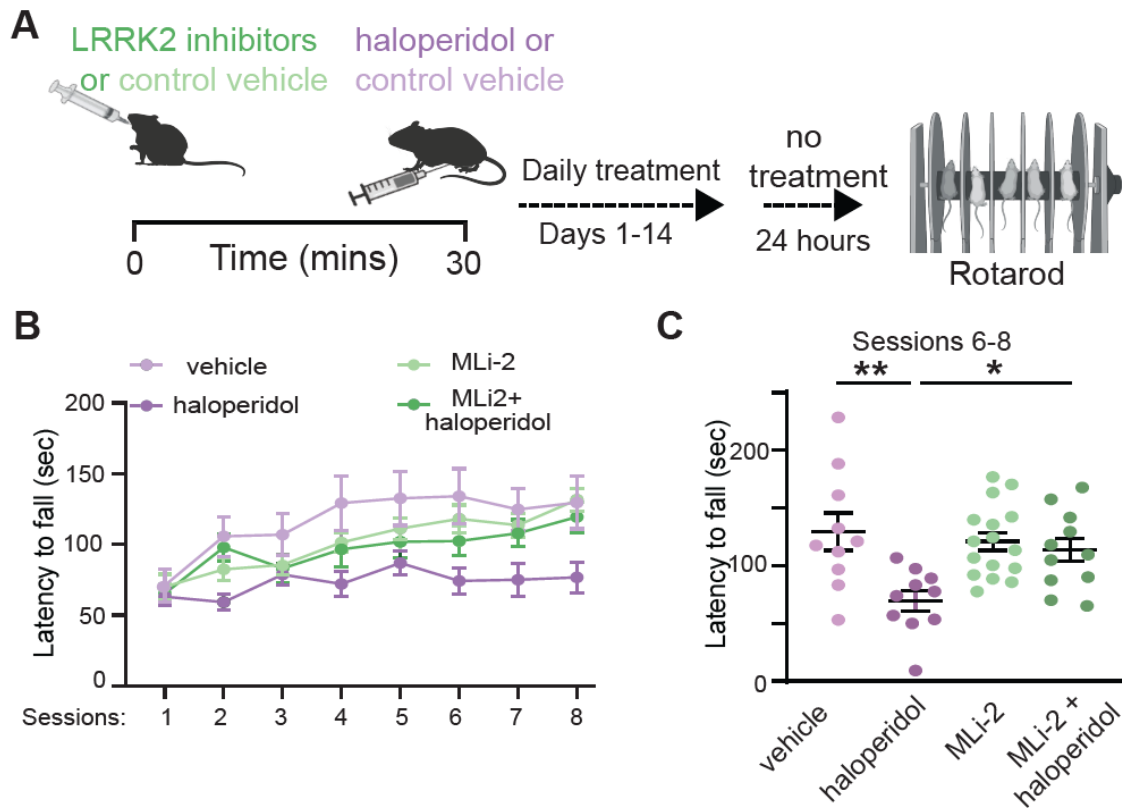 A
LRRK2 inhibitors
or control vehicle
haloperidol or
control vehicle
0
Time (mins)
30
Daily treatment
Days 1-14
no
treatment
24 hours
Rotarod
B
vehicle
haloperidol
MLi-2
MLi2+
haloperidol
Latency to fall (sec)
200
150
100
50
0
Sessions: 1 2 3 4 5 6 7 8
C
Sessions 6-8
** *
Latency to fall (sec)
200
100
0
vehicle
haloperidol
MLi-2
MLi-2 +
haloperidol